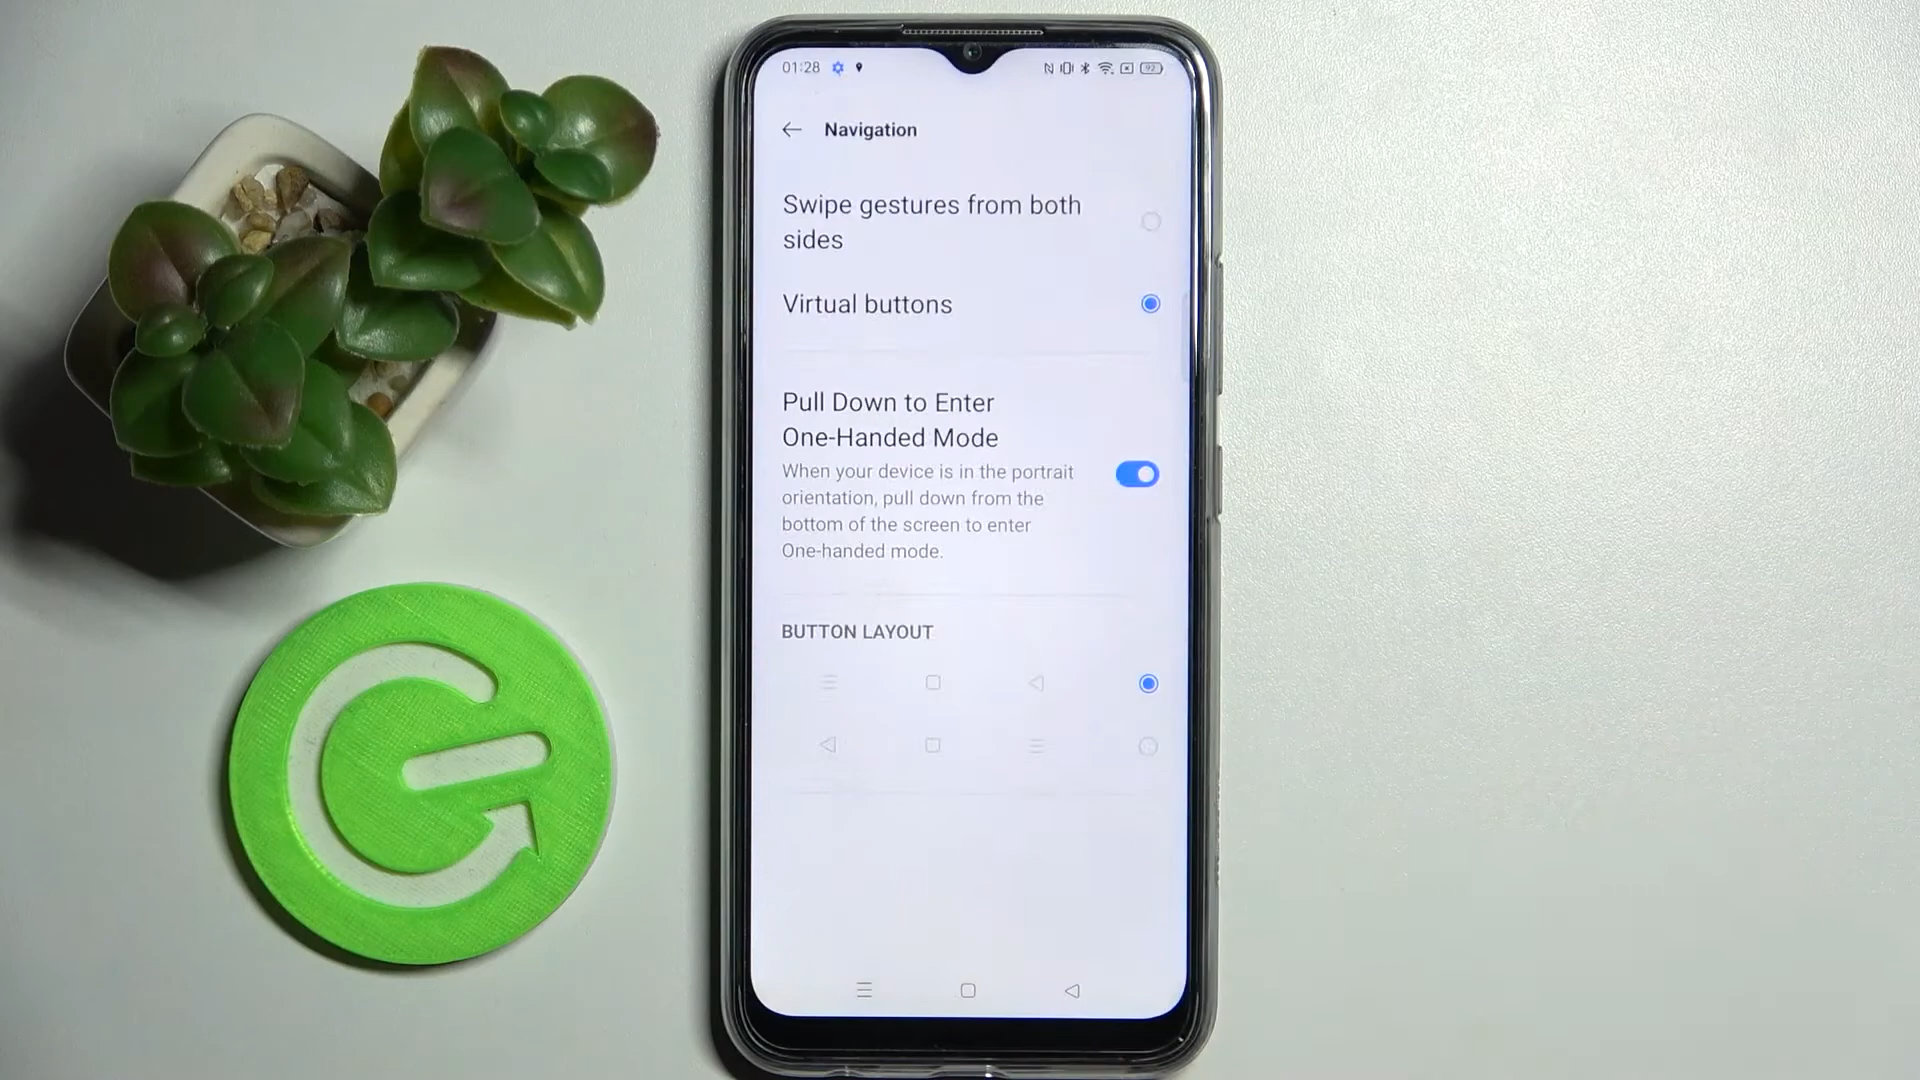 01:28
92
Navigation
Swipe gestures from both
sides
Virtual buttons
Pull Down to Enter
One-Handed Mode
When your device is in the portrait
orientation, pull down from the
bottom of the screen to enter
One-handed mode.
BUTTON LAYOUT